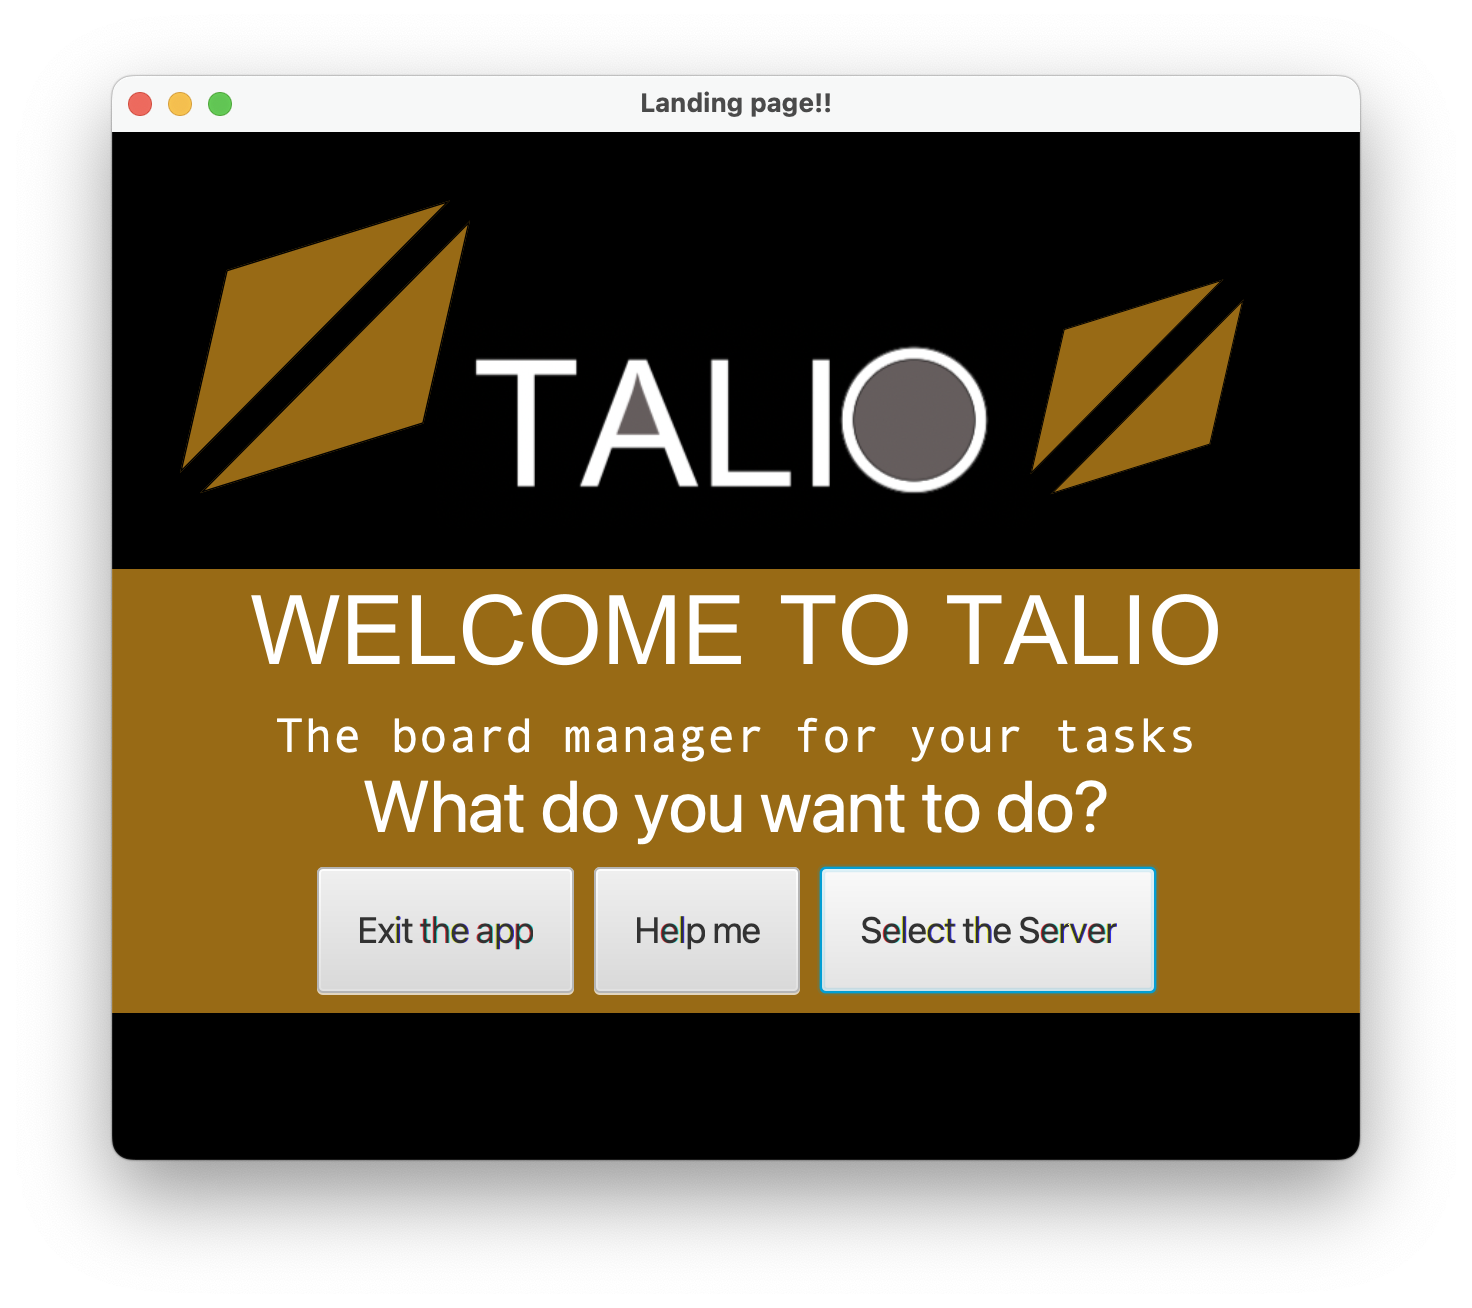 Landing page!!
TALIO
WELCOME TO TALIO
The board manager for your tasks
What do you want to do?
Exit the app
Help me
Select the Server